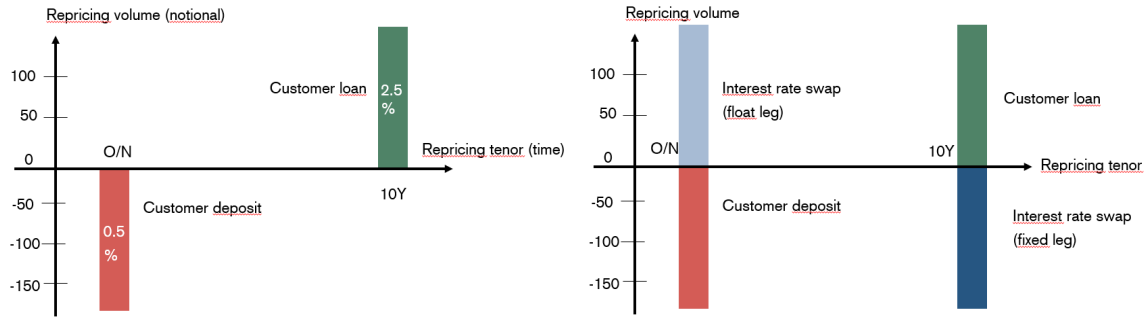 Repricing volume (notional)
100
50
0
-50
-100
-150
O/N
Customer loan
2.5
%
Repricing tenor (time)
10Y
Customer deposit
0.5
%
Repricing volume
100
50
0
-50
-100
-150
O/N
Interest rate swap
(float leg)
Customer loan
10Y
Repricing tenor
Customer deposit
Interest rate swap
(fixed leg)